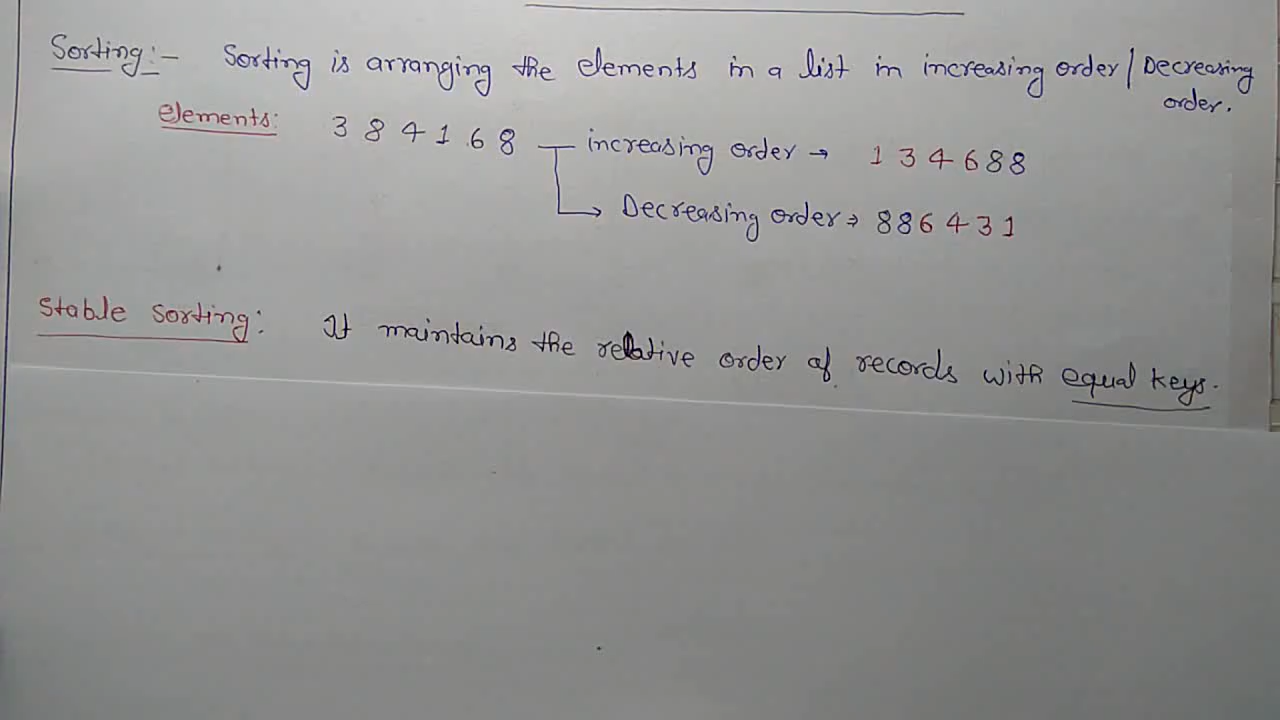 Sorting:- Sorting is arranging the elements in a list in increasing order/Decreasing
order.
elements: 3 8 4 1 6 8 increasing order → 1 3 4 6 8 8
Decreasing order → 8 8 6 4 3 1
Stable Sorting: It maintains the relative order of records with equal keys.